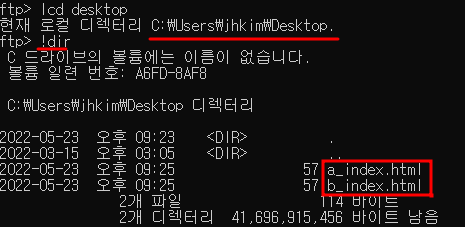 ftp> lcd desktop
현재 로컬 디렉터리 C:\Users\jhkim\Desktop.
ftp> !dir
C 드라이브의 볼륨에는 이름이 없습니다.
볼륨 일련 번호: A6FD-8AF8
C:\Users\jhkim\Desktop 디렉터리
2022-05-23 오후 09:23 <DIR> .
2022-03-15 오후 03:05 <DIR> ..
2022-05-23 오후 09:25 57 a_index.html
2022-05-23 오후 09:25 57 b_index.html
2개 파일 114 바이트
2개 디렉터리 41,696,915,456 바이트 남음